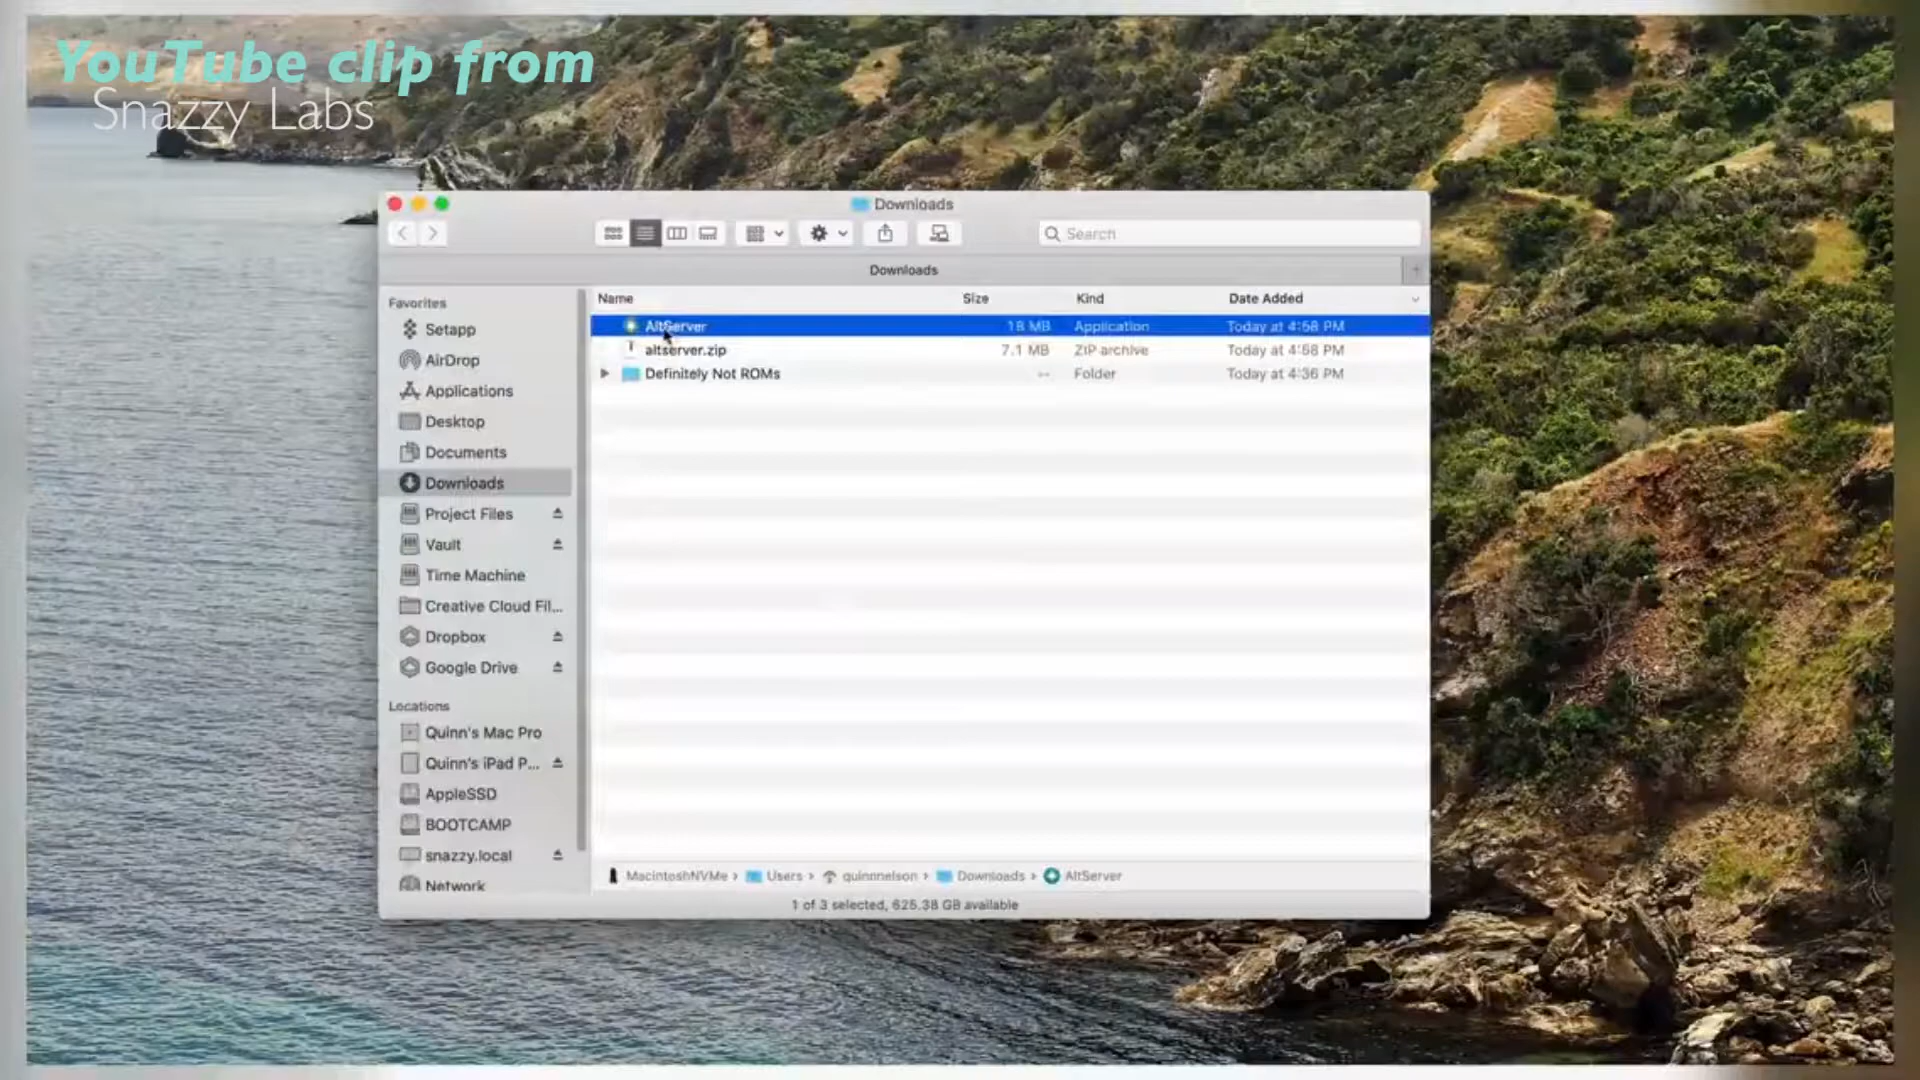 YouTube clip from
Snazzy Labs
Downloads
Search
Downloads
Favorites
Setapp
AirDrop
Applications
Desktop
Documents
Downloads
Project Files
Vault
Time Machine
Creative Cloud Fil...
Dropbox
Google Drive
Locations
Quinn's Mac Pro
Quinn's iPad P...
AppleSSD
BOOTCAMP
snazzy.local
Network
Name Size Kind Date Added
AltServer 18 MB Application Today at 4:58 PM
altserver.zip 7.1 MB ZIP archive Today at 4:58 PM
Definitely Not ROMs -- Folder Today at 4:36 PM
MacintoshNVMe › Users › quinnnelson › Downloads › AltServer
1 of 3 selected, 625.38 GB available